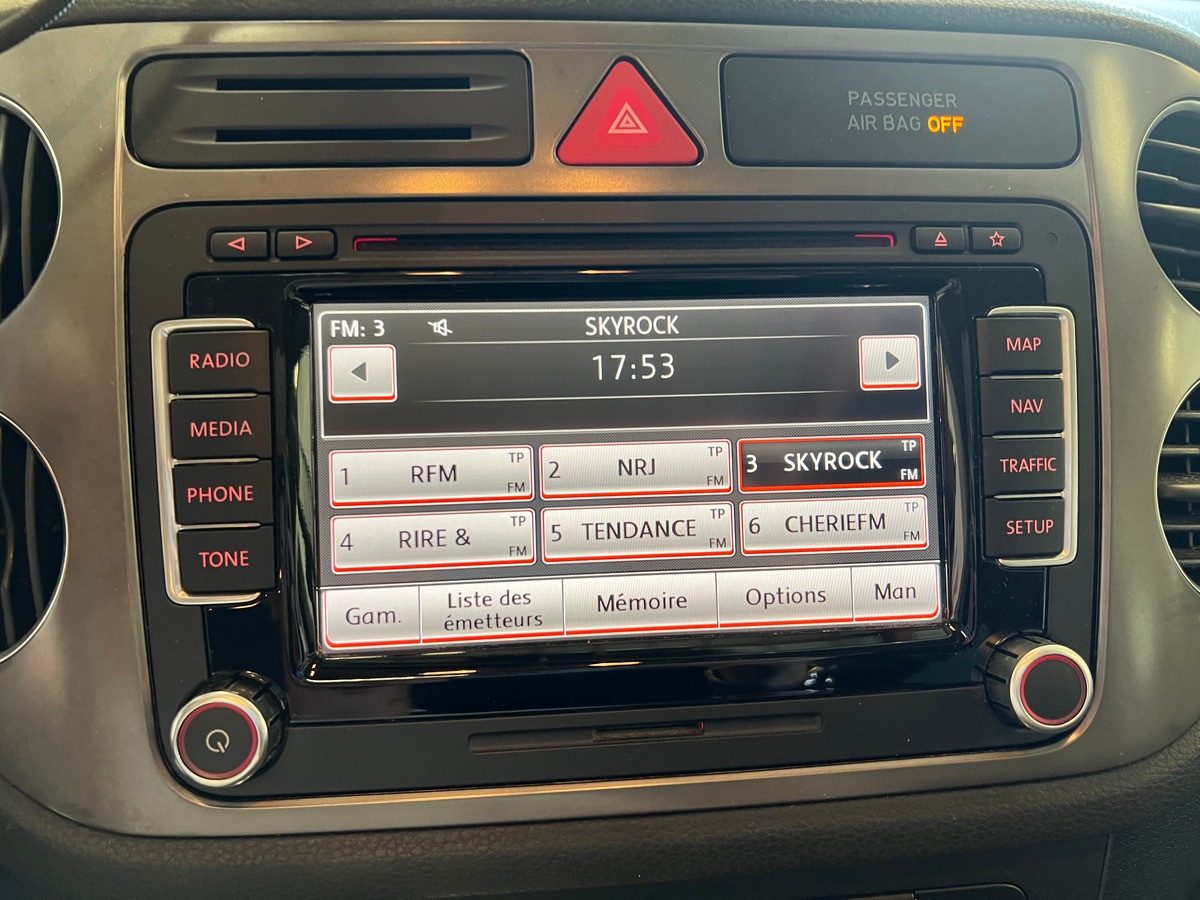 PASSENGER
AIR BAG OFF
FM: 3 SKYROCK
17:53
RADIO
MEDIA
PHONE
TONE
MAP
NAV
TRAFFIC
SETUP
1 RFM TP FM
2 NRJ TP FM
3 SKYROCK TP FM
4 RIRE & TP FM
5 TENDANCE TP FM
6 CHERIEFM TP FM
Gam.
Liste des
émetteurs
Mémoire
Options
Man